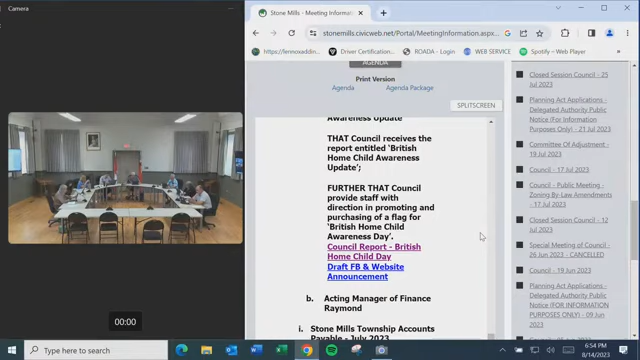 Camera
00:00
Stone Mills - Meeting Informa
stonemills.civicweb.net/Portal/MeetingInformation.aspx...
https://lennoxaddin...
Driver Certification...
ROADA - Login
WEB SERVICE
Spotify – Web Player
AGENDA
Print Version
Agenda
Agenda Package
SPLITSCREEN
Awareness Update
THAT Council receives the
report entitled 'British
Home Child Awareness
Update';
FURTHER THAT Council
provide staff with
direction in promoting and
purchasing of a flag for
'British Home Child
Awareness Day'.
Council Report - British
Home Child Day
Draft FB & Website
Announcement
b. Acting Manager of Finance
Raymond
i. Stone Mills Township Accounts
Payable - July 2023
Closed Session Council - 25
Jul 2023
Planning Act Applications -
Delegated Authority Public
Notice (For Information
Purposes Only) - 21 Jul 2023
Committee Of Adjustment -
19 Jul 2023
Council - 17 Jul 2023
Council - Public Meeting -
Zoning By-Law Amendments
- 17 Jul 2023
Closed Session Council - 12
Jul 2023
Special Meeting of Council -
26 Jun 2023 - CANCELLED
Council - 19 Jun 2023
Planning Act Applications -
Delegated Authority Public
Notice (FOR INFORMATION
PURPOSES ONLY) - 09 Jun
2023
Type here to search
6:54 PM
8/14/2023